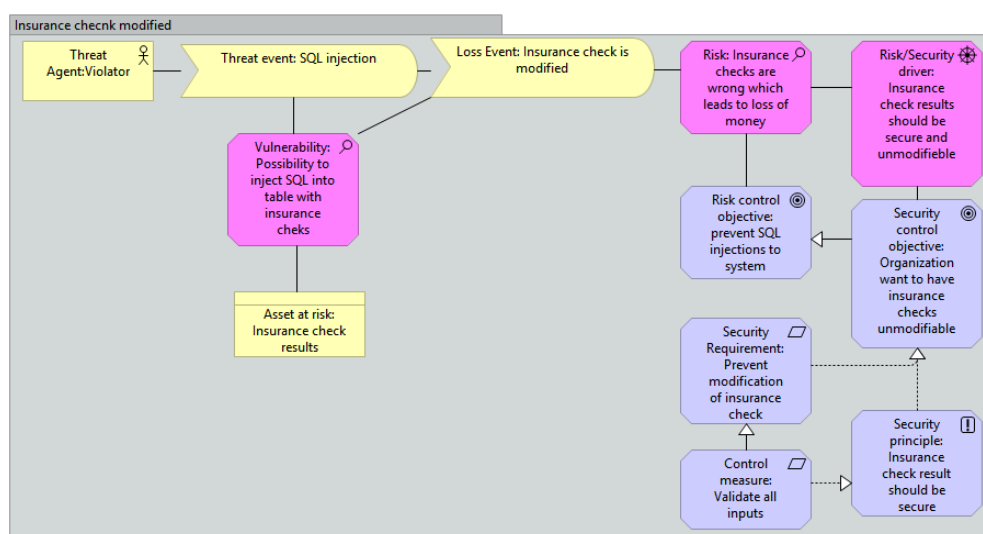 Insurance checnk modified
Threat
Agent:Violator
Threat event: SQL injection
Loss Event: Insurance check is
modified
Risk: Insurance
checks are
wrong which
leads to loss of
money
Risk/Security
driver:
Insurance
check results
should be
secure and
unmodifieble
Vulnerability:
Possibility to
inject SQL into
table with
insurance
cheks
Risk control
objective:
prevent SQL
injections to
system
Security
control
objective:
Organization
want to have
insurance
checks
unmodifiable
Asset at risk:
Insurance check
results
Security
Requirement:
Prevent
modification
of insurance
check
Security
principle:
Insurance
check result
should be
secure
Control
measure:
Validate all
inputs